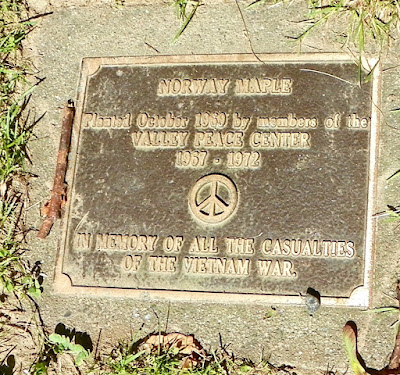 NORWAY MAPLE
Planted October 1969 by members of the
VALLEY PEACE CENTER
1967 - 1972
IN MEMORY OF ALL THE CASUALTIES
OF THE VIETNAM WAR.